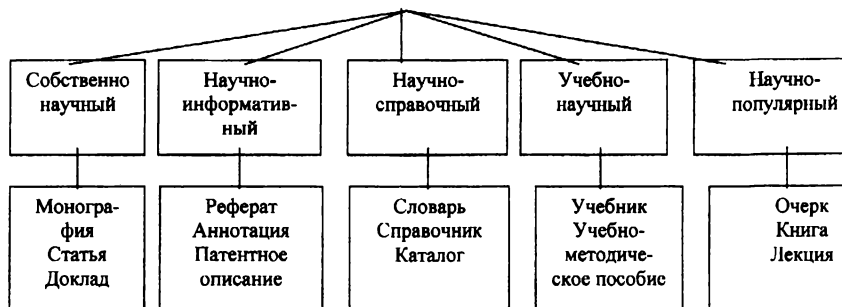 Собственно
научный
Научно-
информатив-
ный
Научно-
справочный
Учебно-
научный
Научно-
популярный
Моногра-
фия
Статья
Доклад
Реферат
Аннотация
Патентное
описание
Словарь
Справочник
Каталог
Учебник
Учебно-
методиче-
ское пособие
Очерк
Книга
Лекция